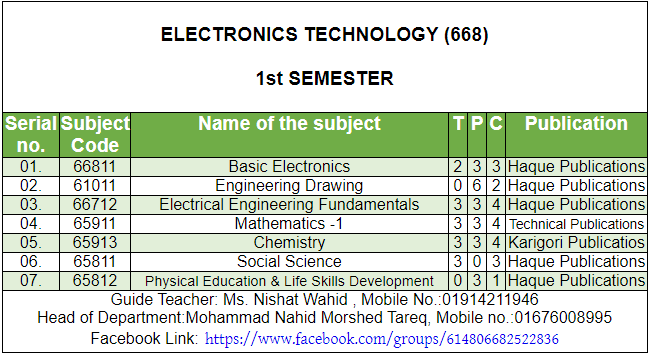 ELECTRONICS TECHNOLOGY (668)
1st SEMESTER
Serial no. Subject Code Name of the subject T P C Publication
01. 66811 Basic Electronics 2 3 3 Haque Publications
02. 61011 Engineering Drawing 0 6 2 Haque Publications
03. 66712 Electrical Engineering Fundamentals 3 3 4 Haque Publications
04. 65911 Mathematics -1 3 3 4 Technical Publications
05. 65913 Chemistry 3 3 4 Karigori Publicatios
06. 65811 Social Science 3 0 3 Haque Publications
07. 65812 Physical Education & Life Skills Development 0 3 1 Haque Publications
Guide Teacher: Ms. Nishat Wahid , Mobile No.:01914211946
Head of Department:Mohammad Nahid Morshed Tareq, Mobile no.:01676008995
Facebook Link: https://www.facebook.com/groups/614806682522836